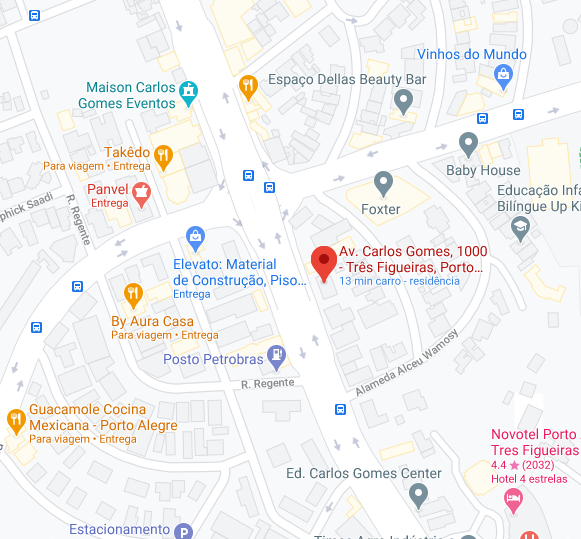 Vinhos do Mundo
Espaço Dellas Beauty Bar
Maison Carlos
Gomes Eventos
Takêdo
Para viagem • Entrega
Baby House
Panvel
Entrega
Foxter
Educação Infa
Bilíngue Up Ki
phick Saadi
R. Regente
Av. Carlos Gomes, 1000
- Três Figueiras, Porto...
13 min carro - residência
Elevato: Material
de Construção, Piso...
Entrega
By Aura Casa
Para viagem • Entrega
Posto Petrobras
R. Regente
Alameda Alceu Wamosy
Guacamole Cocina
Mexicana - Porto Alegre
Para viagem • Entrega
Novotel Porto
Tres Figueiras
4.4 ★ (2032)
Hotel 4 estrelas
Ed. Carlos Gomes Center
Estacionamento
P